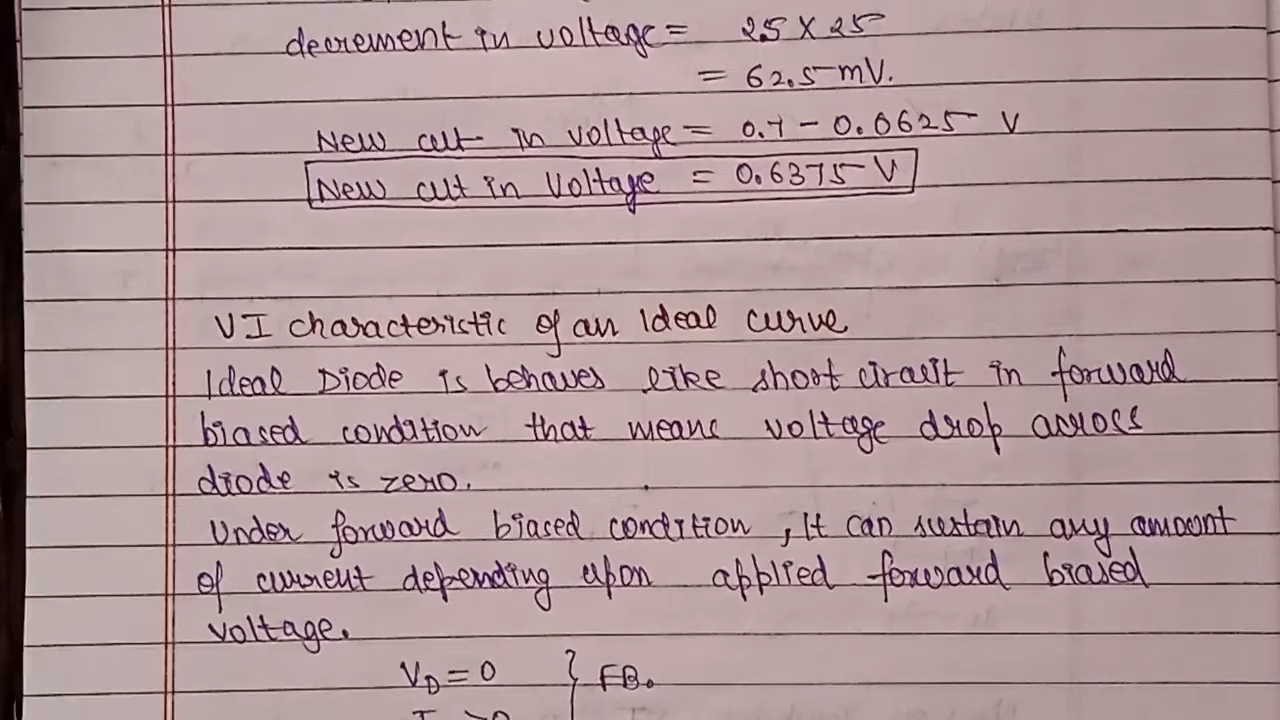 decrement in voltage = 2.5 x 25
= 62.5 mV.
New cut in voltage = 0.7 - 0.0625 V
New cut in Voltage = 0.6375 V
VI characteristic of an Ideal curve
Ideal Diode is behaves like short circuit in forward
biased condition that means voltage drop across
diode is zero.
Under forward biased condition, It can sustain any amount
of current depending upon applied forward biased
voltage.
V_D = 0 } FB.
>0